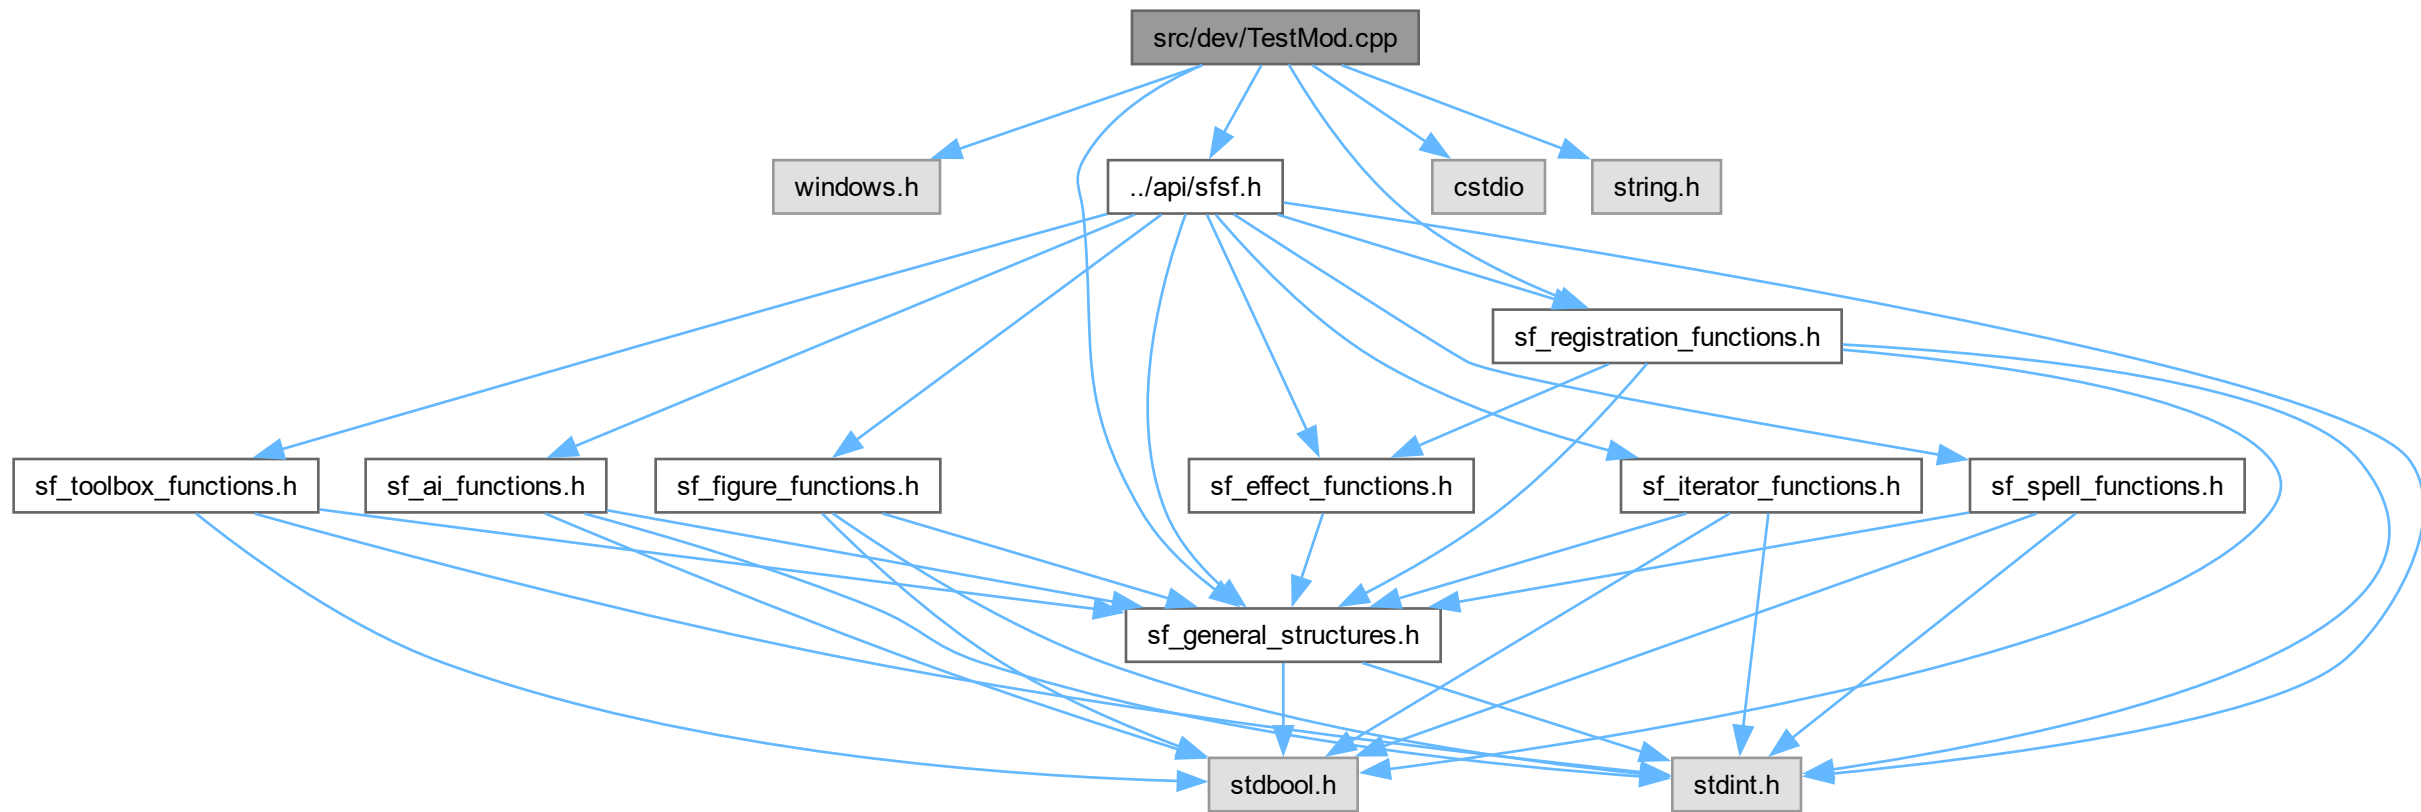 src/dev/TestMod.cpp
windows.h
../api/sfsf.h
cstdio
string.h
sf_registration_functions.h
sf_toolbox_functions.h
sf_ai_functions.h
sf_figure_functions.h
sf_effect_functions.h
sf_iterator_functions.h
sf_spell_functions.h
sf_general_structures.h
stdbool.h
stdint.h